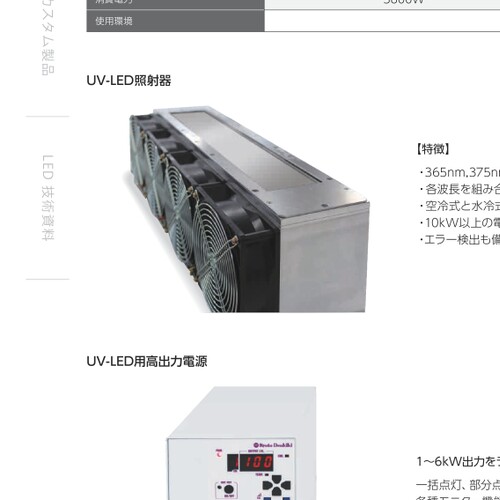 カスタム製品
LED 技術資料
消費電力
3000W
使用環境
UV-LED照射器
【特徴】
・365nm、375n
・各波長を組み合
・空冷式と水冷式
・10kW以上の電
・エラー検出も備
UV-LED用高出力電源
1100
1～6kW出力を
一括点灯、部分点